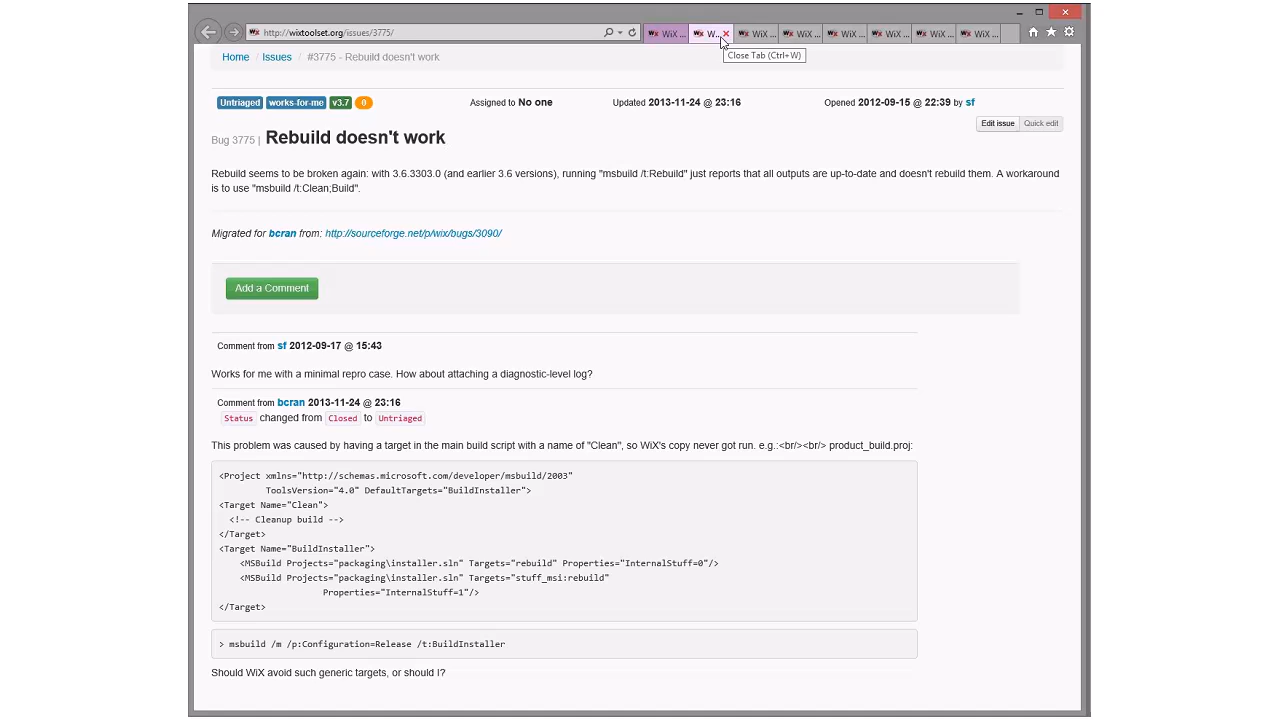 http://wixtoolset.org/issues/3775/
WiX ...
W...
WiX ...
WiX ...
WiX ...
WiX ...
WiX ...
WiX ...
Close Tab (Ctrl+W)
Home / Issues / #3775 - Rebuild doesn't work
Untriaged works-for-me v3.7 0 Assigned to No one Updated 2013-11-24 @ 23:16 Opened 2012-09-15 @ 22:39 by sf
Edit issue Quick edit
Bug 3775 | Rebuild doesn't work
Rebuild seems to be broken again: with 3.6.3303.0 (and earlier 3.6 versions), running "msbuild /t:Rebuild" just reports that all outputs are up-to-date and doesn't rebuild them. A workaround
is to use "msbuild /t:Clean;Build".
Migrated for bcran from: http://sourceforge.net/p/wix/bugs/3090/
Add a Comment
Comment from sf 2012-09-17 @ 15:43
Works for me with a minimal repro case. How about attaching a diagnostic-level log?
Comment from bcran 2013-11-24 @ 23:16
Status changed from Closed to Untriaged
This problem was caused by having a target in the main build script with a name of "Clean", so WiX's copy never got run. e.g.:<br/><br/> product_build.proj:
<Project xmlns="http://schemas.microsoft.com/developer/msbuild/2003"
ToolsVersion="4.0" DefaultTargets="BuildInstaller">
<Target Name="Clean">
<!-- Cleanup build -->
</Target>
<Target Name="BuildInstaller">
<MSBuild Projects="packaging\installer.sln" Targets="rebuild" Properties="InternalStuff=0"/>
<MSBuild Projects="packaging\installer.sln" Targets="stuff_msi:rebuild"
Properties="InternalStuff=1"/>
</Target>
> msbuild /m /p:Configuration=Release /t:BuildInstaller
Should WiX avoid such generic targets, or should I?